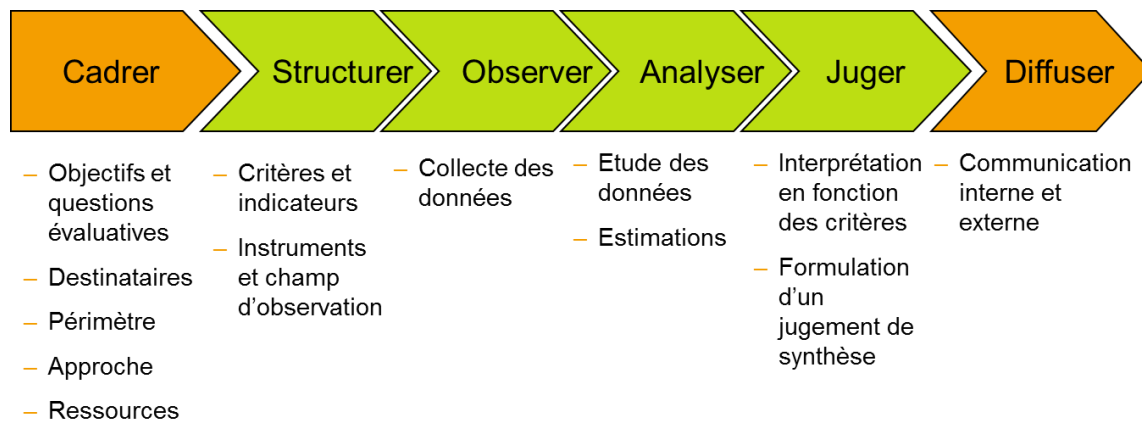 Cadrer
Structurer
Observer
Analyser
Juger
Diffuser
– Objectifs et
questions
évaluatives
– Destinataires
– Périmètre
– Approche
– Ressources
– Critères et
indicateurs
– Instruments
et champ
d’observation
– Collecte des
données
– Etude des
données
– Estimations
– Interprétation
en fonction
des critères
– Formulation
d’un
jugement de
synthèse
– Communication
interne et
externe